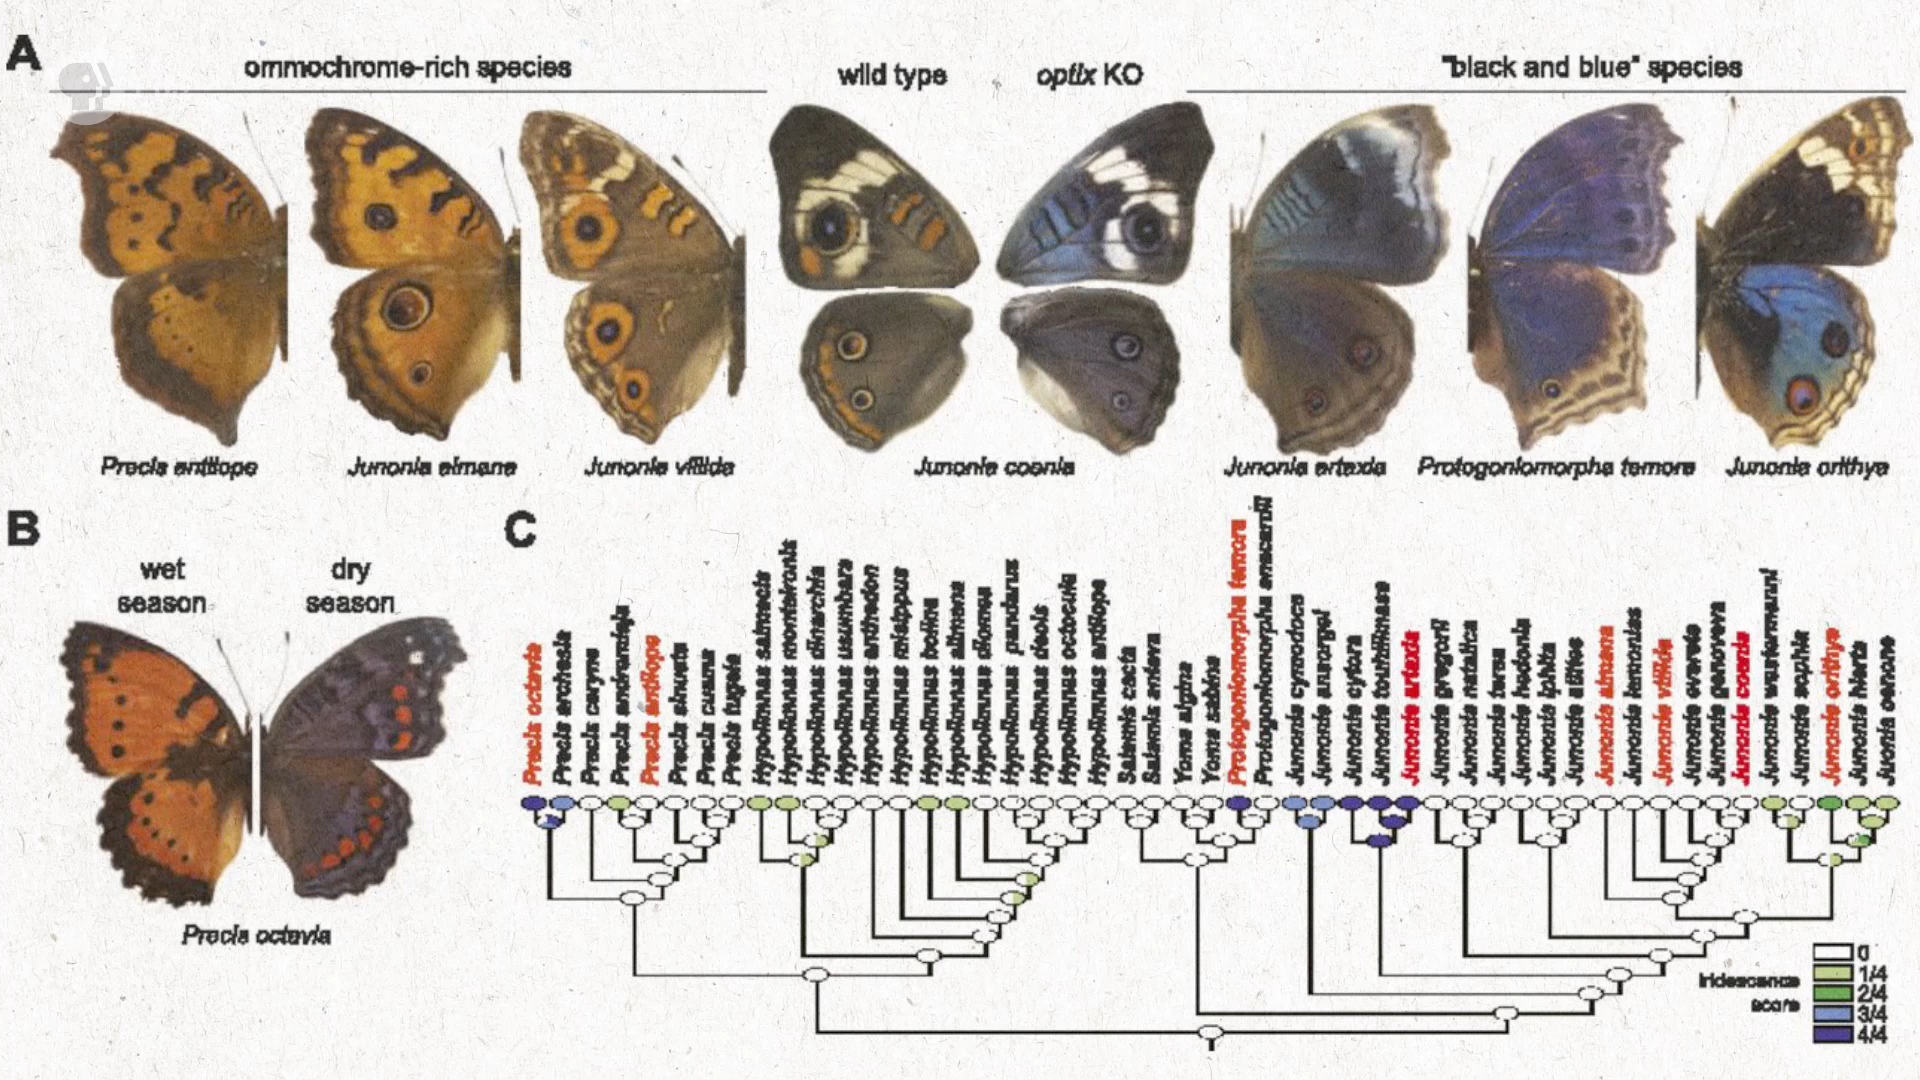 A
ommochrome-rich species
wild type
optix KO
"black and blue" species
Precis antilope
Junonia almana
Junonia villida
Junonia coenia
Junonia artaxia
Protogoniomorpha temora
Junonia orithya
B
wet
season
dry
season
Precis octavia
C
Precis octavia
Precis archesia
Precis ceryne
Precis andremiaja
Precis antilope
Precis sinuata
Precis cuama
Precis tugela
Hypolimnas salmacis
Hypolimnas monteironis
Hypolimnas dinarchia
Hypolimnas usambara
Hypolimnas anthedon
Hypolimnas misippus
Hypolimnas bolina
Hypolimnas alimena
Hypolimnas diomea
Hypolimnas pandarus
Hypolimnas deois
Hypolimnas octocula
Hypolimnas antilope
Salamis cacta
Salamis anteva
Yoma algina
Yoma sabina
Protogoniomorpha temora
Protogoniomorpha anacardii
Junonia cymodoce
Junonia
Junonia cytora
Junonia touhilimasa
Junonia artaxia
Junonia gregorii
Junonia natalica
Junonia terea
Junonia hedonia
Junonia iphita
Junonia atlites
Junonia almana
Junonia lemonias
Junonia villida
Junonia evarete
Junonia genoveva
Junonia coenia
Junonia westermanni
Junonia sophia
Junonia orithya
Junonia hierta
Junonia oenone
iridescence
score
0
1/4
2/4
3/4
4/4